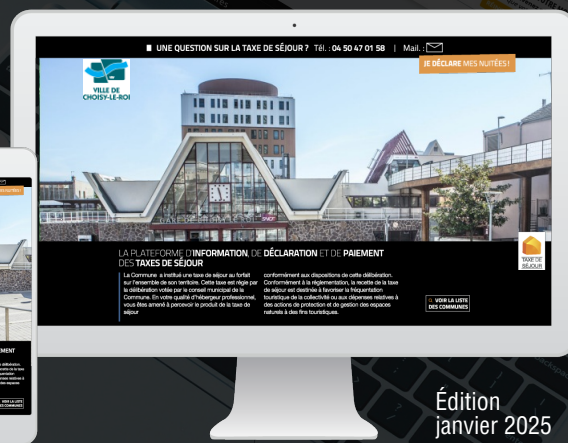 UNE QUESTION SUR LA TAXE DE SÉJOUR ? Tél. : 04 50 47 01 58 | Mail. :
JE DÉCLARE MES NUITÉES !
VILLE DE
CHOISY-LE-ROI
SNCF
LA PLATEFORME D'INFORMATION, DE DÉCLARATION ET DE PAIEMENT
DES TAXES DE SÉJOUR
La Commune a institué une taxe de séjour au forfait
sur l'ensemble de son territoire. Cette taxe est régie par
la délibération votée par le conseil municipal de la
Commune. En votre qualité d'hébergeur professionnel,
vous êtes amené à percevoir le produit de la taxe de
séjour
conformément aux dispositions de cette délibération.
Conformément à la réglementation, la recette de la taxe
de séjour est destinée à favoriser la fréquentation
touristique de la collectivité ou aux dépenses relatives à
des actions de protection et de gestion des espaces
naturels à des fins touristiques.
TAXE DE
SÉJOUR
VOIR LA LISTE
DES COMMUNES
VOIR LA LISTE
DES COMMUNES
Édition
janvier 2025